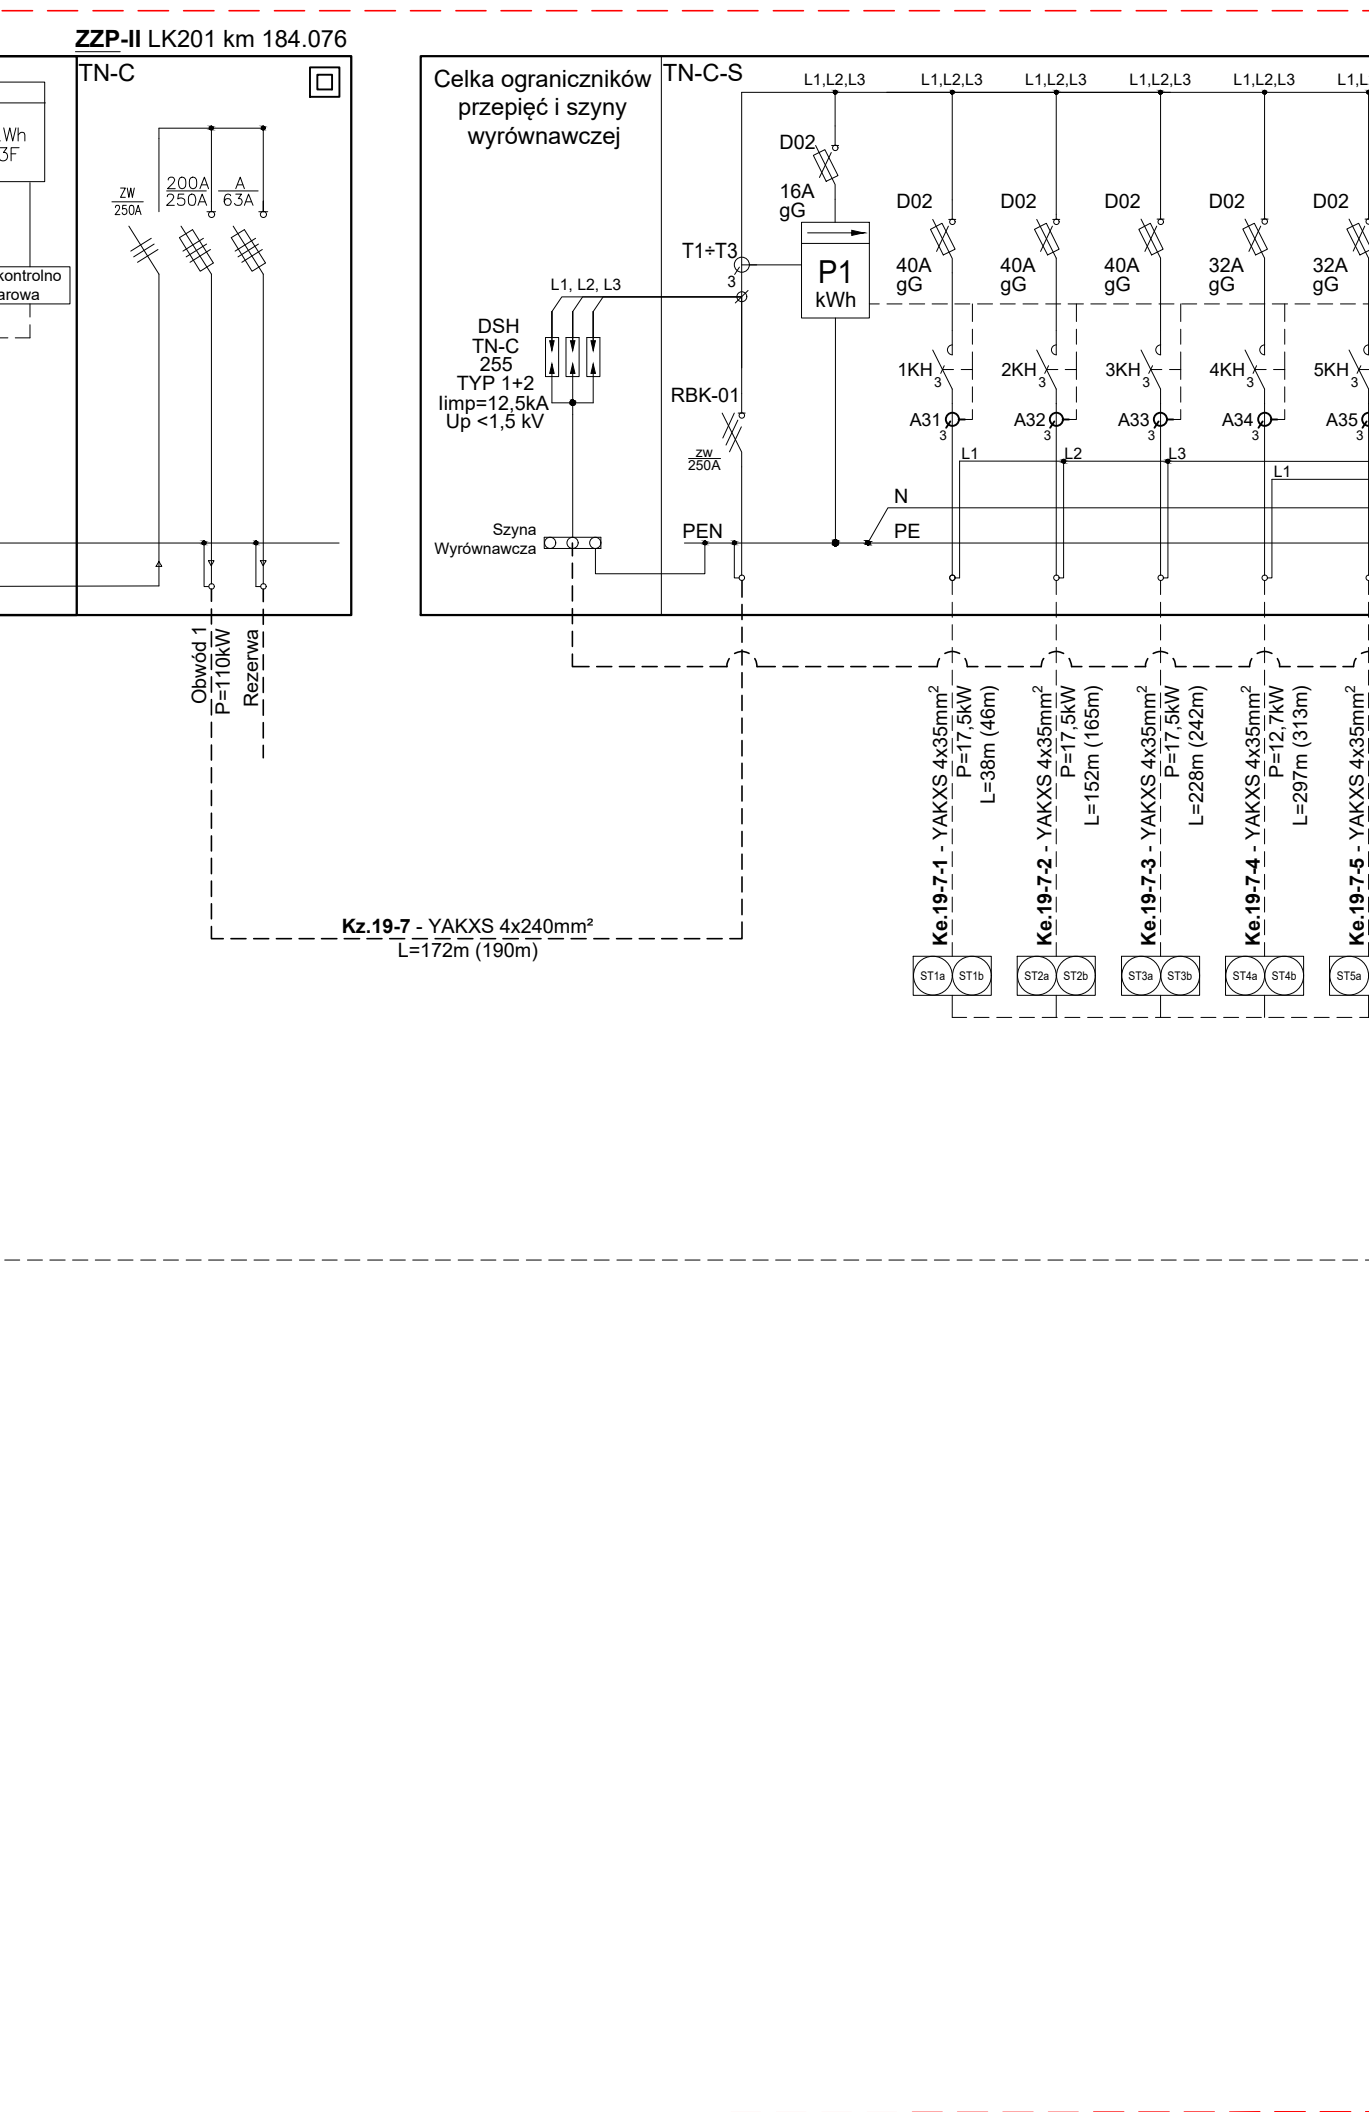 ZZP-II LK201 km 184.076
TN-C
Wh
3F
kontrolno
arowa
ZW
250A
200A
250A
A
63A
Obwód 1
P=110kW
Rezerwa
Celka ograniczników
przepięć i szyny
wyrównawczej
L1, L2, L3
DSH
TN-C
255
TYP 1+2
Iimp=12,5kA
Up <1,5 kV
Szyna
Wyrównawcza
TN-C-S
L1,L2,L3
L1,L2,L3
L1,L2,L3
L1,L2,L3
L1,L2,L3
L1,L
D02
16A
gG
T1÷T3
3
P1
kWh
RBK-01
zw
250A
PEN
N
PE
D02
40A
gG
1KH
3
A31
3
L1
D02
40A
gG
2KH
3
A32
3
L2
D02
40A
gG
3KH
3
A33
3
L3
D02
32A
gG
4KH
3
A34
3
L1
D02
32A
gG
5KH
3
A35
3
Kz.19-7 - YAKXS 4x240mm²
L=172m (190m)
Ke.19-7-1 - YAKXS 4x35mm²
P=17,5kW
L=38m (46m)
Ke.19-7-2 - YAKXS 4x35mm²
P=17,5kW
L=152m (165m)
Ke.19-7-3 - YAKXS 4x35mm²
P=17,5kW
L=228m (242m)
Ke.19-7-4 - YAKXS 4x35mm²
P=12,7kW
L=297m (313m)
Ke.19-7-5 - YAKXS 4x35mm²
ST1a ST1b
ST2a ST2b
ST3a ST3b
ST4a ST4b
ST5a